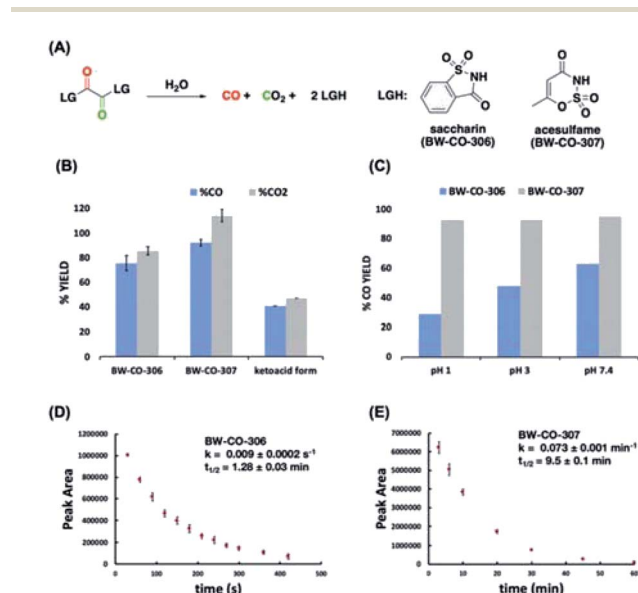 (A)
O
LG
LG
O
H₂O
CO + CO₂ + 2 LGH
LGH:
O O
S
NH
O
saccharin
(BW-CO-306)
O
NH
O S O
O
acesulfame
(BW-CO-307)
(B)
%CO %CO2
% YIELD
120
100
80
60
40
20
0
BW-CO-306 BW-CO-307 ketoacid form
(C)
BW-CO-306 BW-CO-307
% CO YIELD
100
80
60
40
20
0
pH 1 pH 3 pH 7.4
(D)
BW-CO-306
k = 0.009 ± 0.0002 s⁻¹
t₁/₂ = 1.28 ± 0.03 min
Peak Area
1200000
1000000
800000
600000
400000
200000
0
0 100 200 300 400 500
time (s)
(E)
BW-CO-307
k = 0.073 ± 0.001 min⁻¹
t₁/₂ = 9.5 ± 0.1 min
Peak Area
7000000
6000000
5000000
4000000
3000000
2000000
1000000
0
0 10 20 30 40 50 60
time (min)